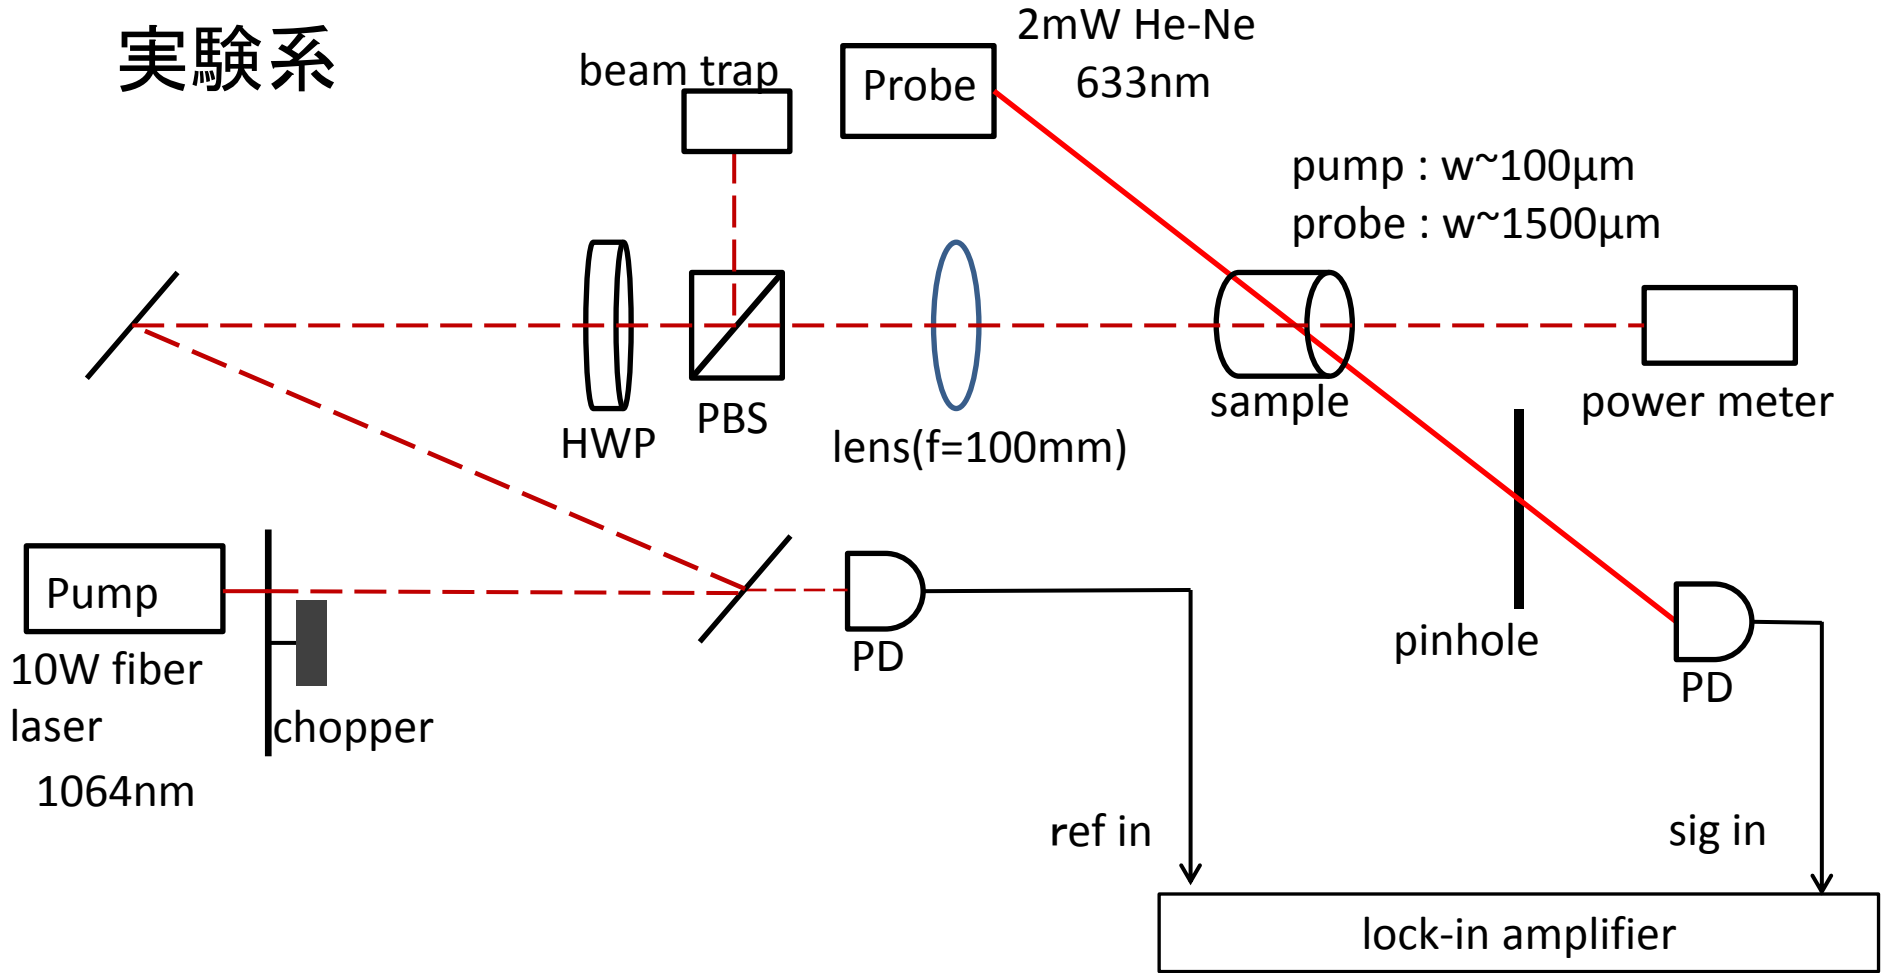 実験系
beam trap
Probe
2mW He-Ne
633nm
pump : w~100μm
probe : w~1500μm
HWP
PBS
lens(f=100mm)
sample
power meter
Pump
10W fiber
laser
1064nm
chopper
PD
pinhole
PD
ref in
sig in
lock-in amplifier